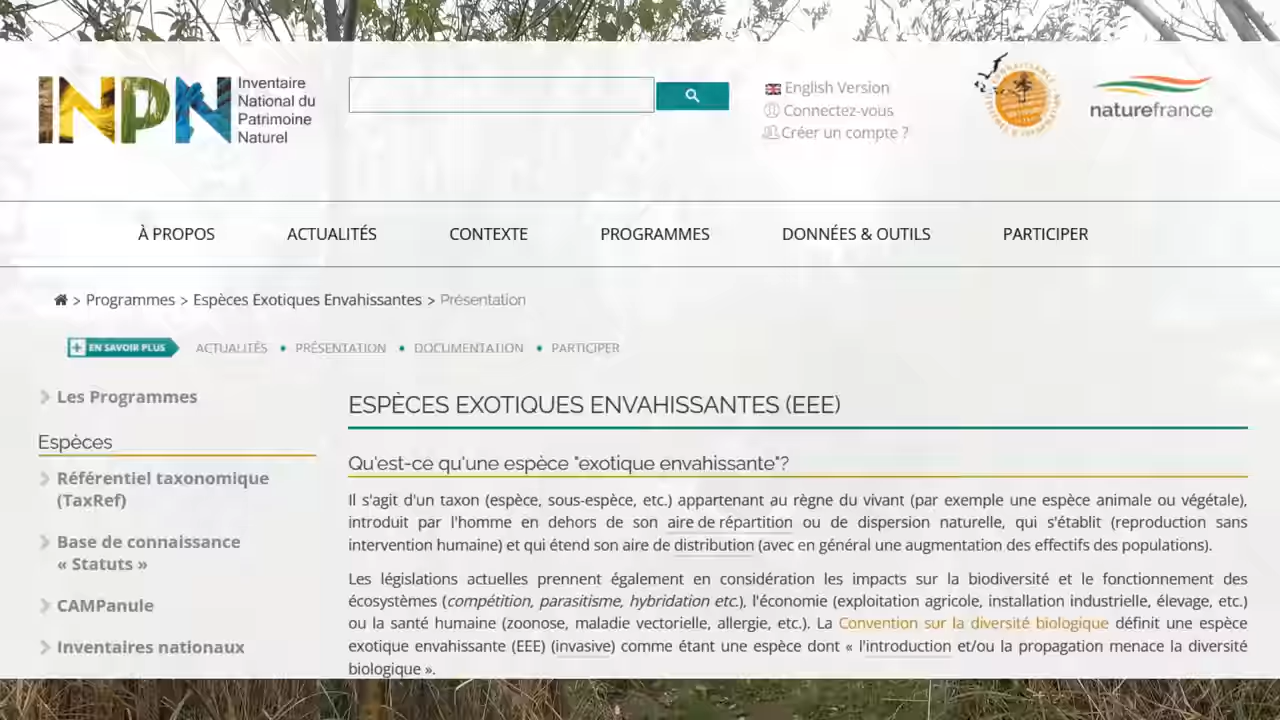 INPN
Inventaire
National du
Patrimoine
Naturel
English Version
Connectez-vous
Créer un compte ?
naturefrance
À PROPOS ACTUALITÉS CONTEXTE PROGRAMMES DONNÉES & OUTILS PARTICIPER
> Programmes > Espèces Exotiques Envahissantes > Présentation
EN SAVOIR PLUS ACTUALITÉS • PRÉSENTATION • DOCUMENTATION • PARTICIPER
Les Programmes
Espèces
Référentiel taxonomique
(TaxRef)
Base de connaissance
« Statuts »
CAMPanule
Inventaires nationaux
ESPÈCES EXOTIQUES ENVAHISSANTES (EEE)
Qu'est-ce qu'une espèce "exotique envahissante"?
Il s'agit d'un taxon (espèce, sous-espèce, etc.) appartenant au règne du vivant (par exemple une espèce animale ou végétale),
introduit par l'homme en dehors de son aire de répartition ou de dispersion naturelle, qui s'établit (reproduction sans
intervention humaine) et qui étend son aire de distribution (avec en général une augmentation des effectifs des populations).
Les législations actuelles prennent également en considération les impacts sur la biodiversité et le fonctionnement des
écosystèmes (compétition, parasitisme, hybridation etc.), l'économie (exploitation agricole, installation industrielle, élevage, etc.)
ou la santé humaine (zoonose, maladie vectorielle, allergie, etc.). La Convention sur la diversité biologique définit une espèce
exotique envahissante (EEE) (invasive) comme étant une espèce dont « l'introduction et/ou la propagation menace la diversité
biologique ».